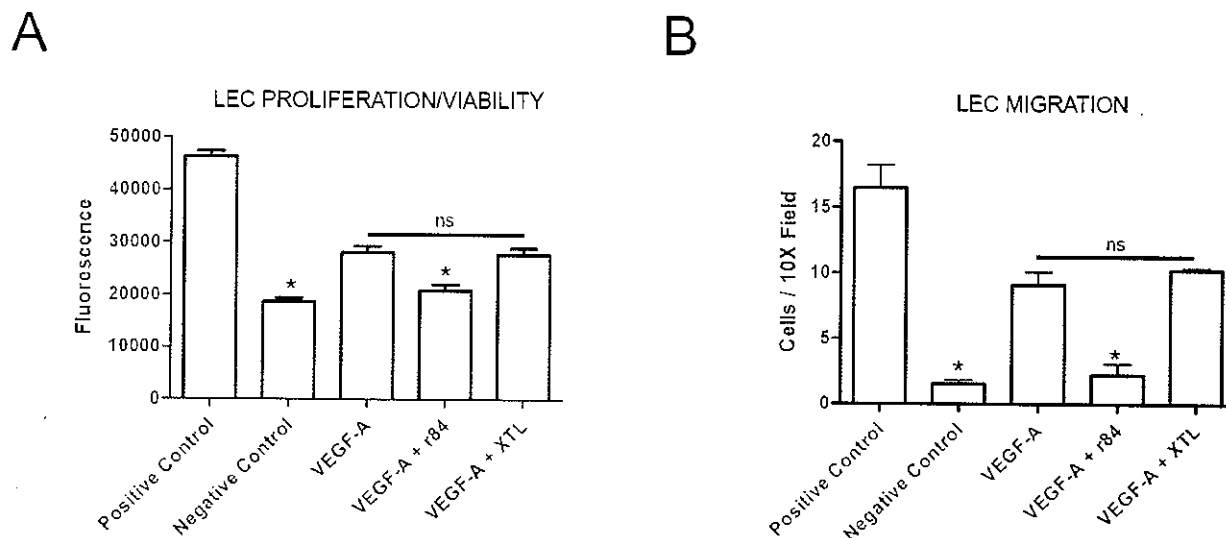 A
LEC PROLIFERATION/VIABILITY
Fluorascence
50000
40000
30000
20000
10000
0
*
ns
*
Positive Control
Negative Control
VEGF-A
VEGF-A + r84
VEGF-A + XTL
B
LEC MIGRATION
Cells / 10X Field
20
15
10
5
0
*
ns
*
Positive Control
Negative Control
VEGF-A
VEGF-A + r84
VEGF-A + XTL